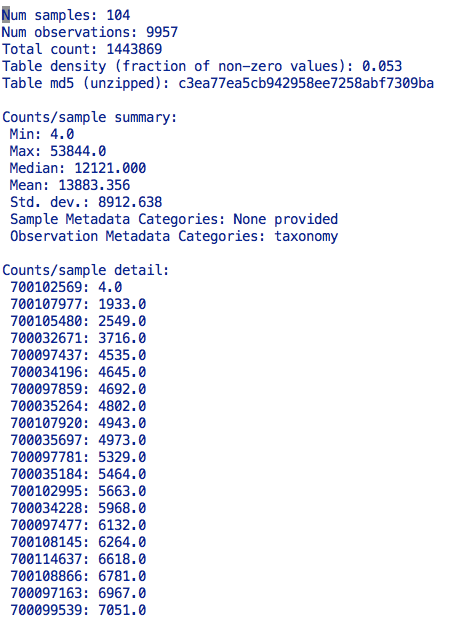 Num samples: 104
Num observations: 9957
Total count: 1443869
Table density (fraction of non-zero values): 0.053
Table md5 (unzipped): c3ea77ea5cb942958ee7258abf7309ba
Counts/sample summary:
Min: 4.0
Max: 53844.0
Median: 12121.000
Mean: 13883.356
Std. dev.: 8912.638
Sample Metadata Categories: None provided
Observation Metadata Categories: taxonomy
Counts/sample detail:
700102569: 4.0
700107977: 1933.0
700105480: 2549.0
700032671: 3716.0
700097437: 4535.0
700034196: 4645.0
700097859: 4692.0
700035264: 4802.0
700107920: 4943.0
700035697: 4973.0
700097781: 5329.0
700035184: 5464.0
700102995: 5663.0
700034228: 5968.0
700097477: 6132.0
700108145: 6264.0
700114637: 6618.0
700108866: 6781.0
700097163: 6967.0
700099539: 7051.0